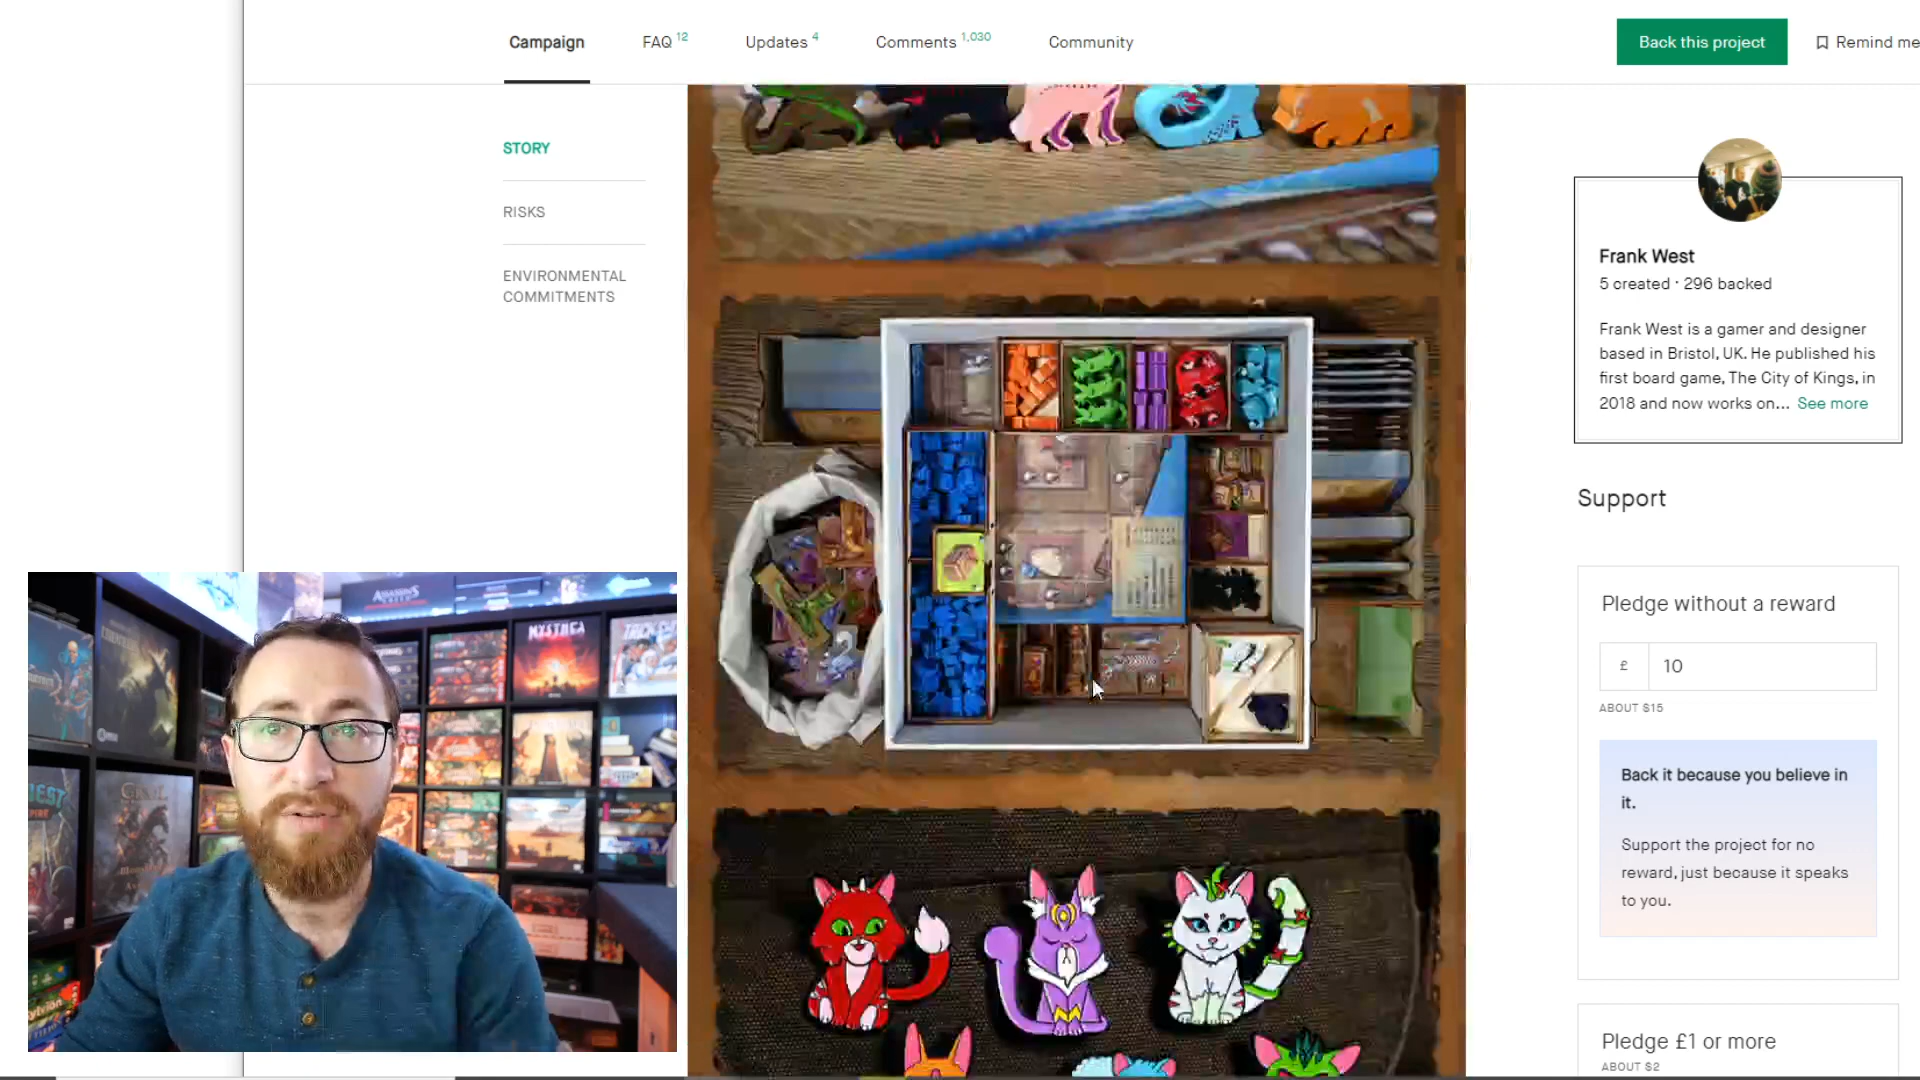 Campaign
FAQ 12
Updates 4
Comments 1,030
Community
Back this project
Remind me
STORY
RISKS
ENVIRONMENTAL
COMMITMENTS
Frank West
5 created · 296 backed
Frank West is a gamer and designer
based in Bristol, UK. He published his
first board game, The City of Kings, in
2018 and now works on... See more
Support
Pledge without a reward
£ 10
ABOUT $15
Back it because you believe in
it.
Support the project for no
reward, just because it speaks
to you.
Pledge £1 or more
ABOUT $2
ASSASSIN'S
MYSTHEA